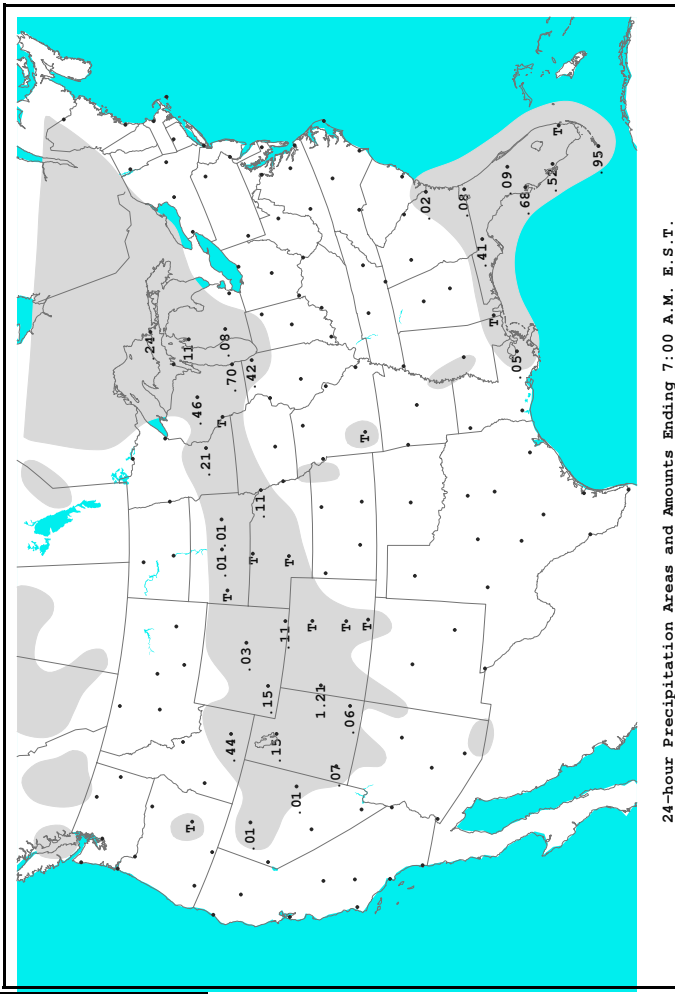 .24
.11
T
.46
.21
.01 .01
T
.08
T
.44
.70
.03
.01
.42
T
.11
.15
.15
.11
T
.01
T
1.21
.07
T
.06
T
T
.02
.08
.41
T
.09
.05
.68
.52
T
.95
24-hour Precipitation Areas and Amounts Ending 7:00 A.M. E.S.T.